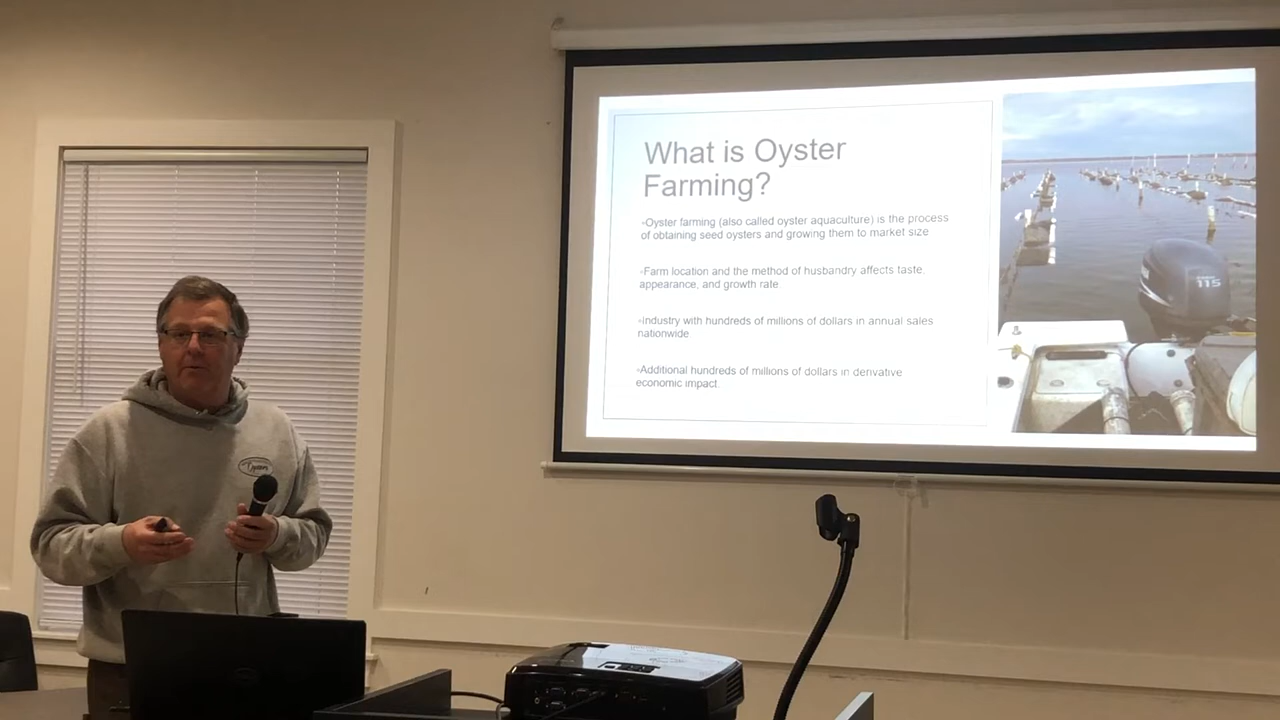 What is Oyster
Farming?
▫Oyster farming (also called oyster aquaculture) is the process
of obtaining seed oysters and growing them to market size
▫Farm location and the method of husbandry affects taste,
appearance, and growth rate
▫Industry with hundreds of millions of dollars in annual sales
nationwide.
▫Additional hundreds of millions of dollars in derivative
economic impact.
115